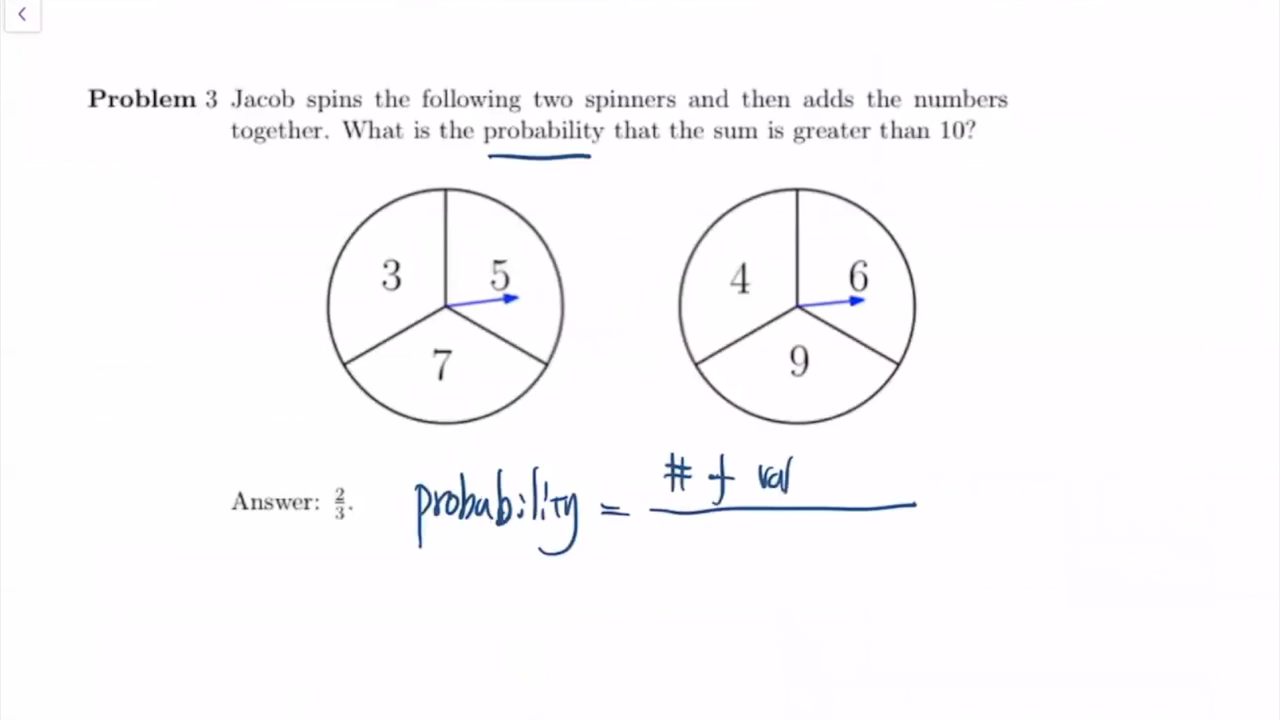 Problem 3 Jacob spins the following two spinners and then adds the numbers
together. What is the probability that the sum is greater than 10?
3 5
7
4 6
9
Answer: 2/3.
probability = # of val